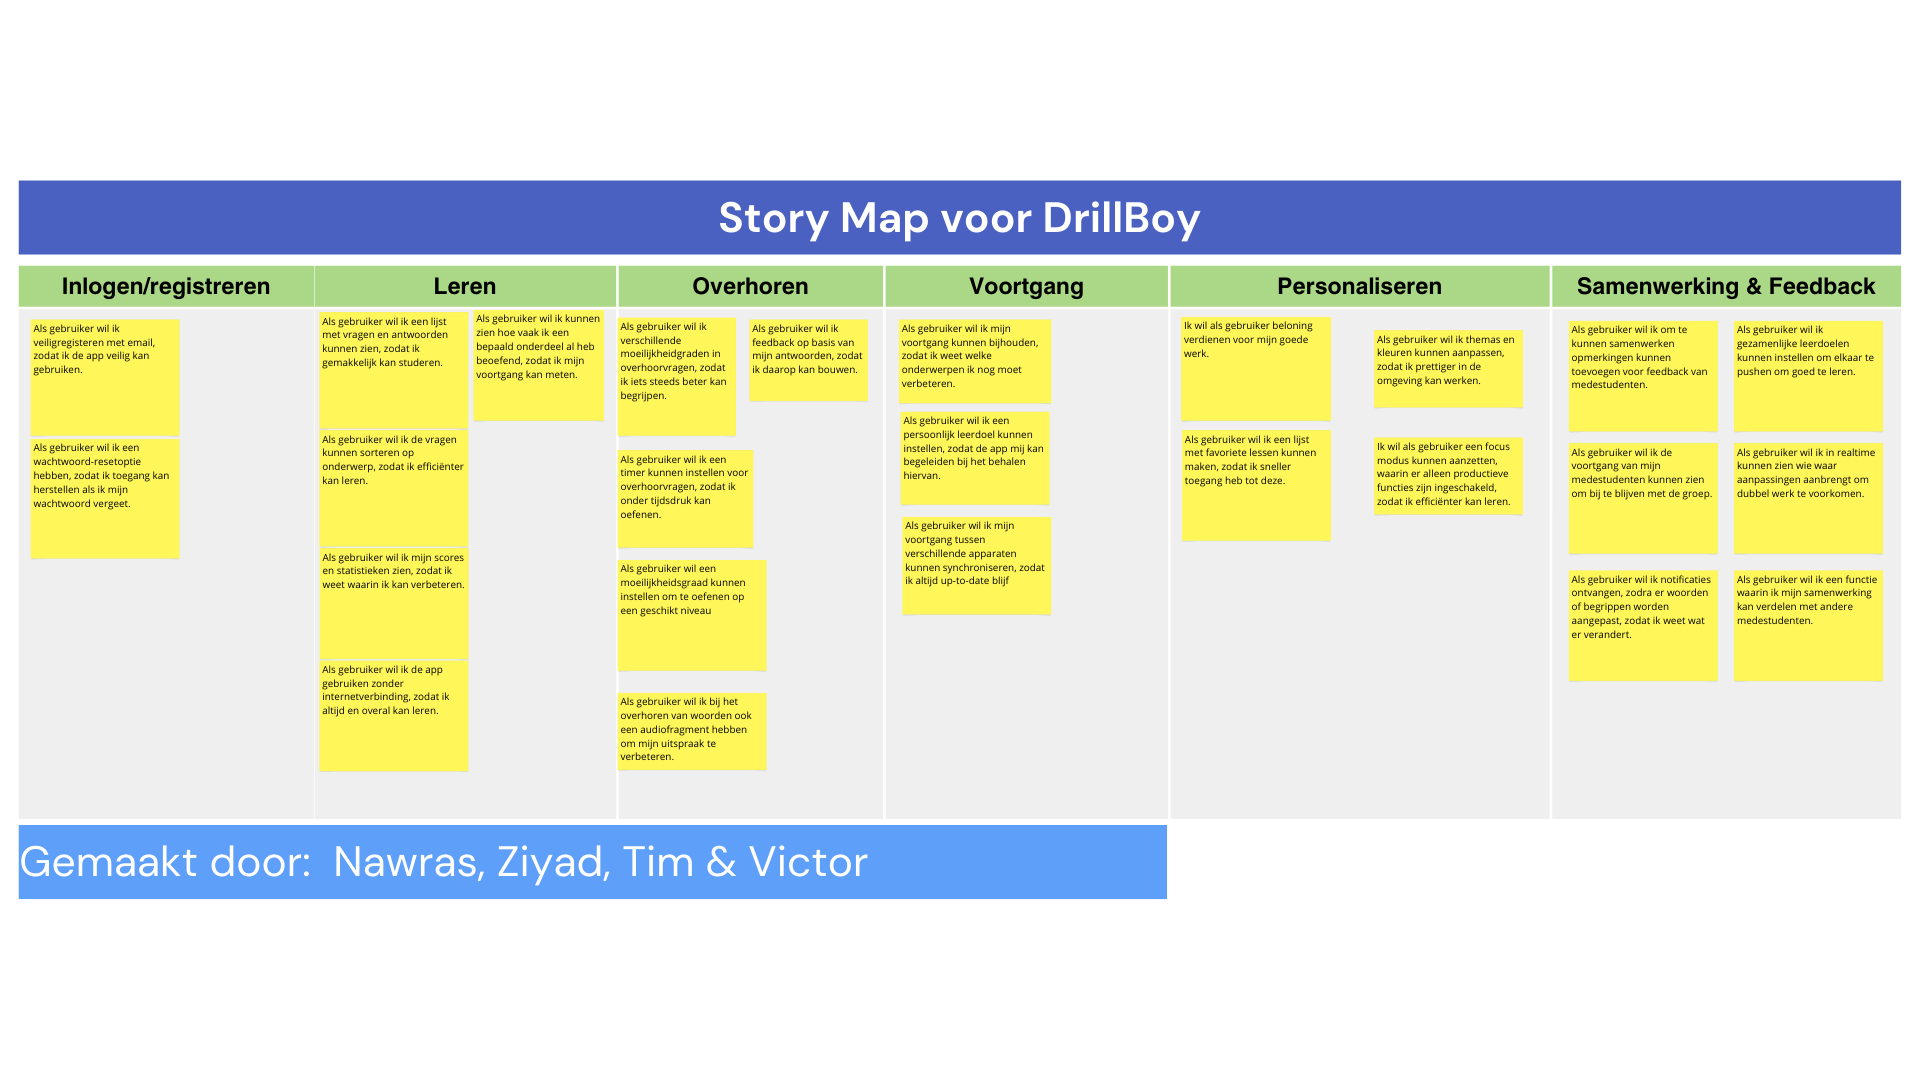 Story Map voor DrillBoy
Inlogen/registreren
Leren
Overhoren
Voortgang
Personaliseren
Samenwerking & Feedback
Als gebruiker wil ik
veiligregisteren met email,
zodat ik de app veilig kan
gebruiken.
Als gebruiker wil ik een
wachtwoord-resetoptie
hebben, zodat ik toegang kan
herstellen als ik mijn
wachtwoord vergeet.
Als gebruiker wil ik een lijst
met vragen en antwoorden
kunnen zien, zodat ik
gemakkelijk kan studeren.
Als gebruiker wil ik kunnen
zien hoe vaak ik een
bepaald onderdeel al heb
beoefend, zodat ik mijn
voortgang kan meten.
Als gebruiker wil ik de vragen
kunnen sorteren op
onderwerp, zodat ik efficiënter
kan leren.
Als gebruiker wil ik mijn scores
en statistieken zien, zodat ik
weet waarin ik kan verbeteren.
Als gebruiker wil ik de app
gebruiken zonder
internetverbinding, zodat ik
altijd en overal kan leren.
Als gebruiker wil ik
verschillende
moeilijkheidgraden in
overhoorvragen, zodat
ik iets steeds beter kan
begrijpen.
Als gebruiker wil ik
feedback op basis van
mijn antwoorden, zodat
ik daarop kan bouwen.
Als gebruiker wil ik een
timer kunnen instellen voor
overhoorvragen, zodat ik
onder tijdsdruk kan
oefenen.
Als gebruiker wil een
moeilijkheidsgraad kunnen
instellen om te oefenen op
een geschikt niveau
Als gebruiker wil ik bij het
overhoren van woorden ook
een audiofragment hebben
om mijn uitspraak te
verbeteren.
Als gebruiker wil ik mijn
voortgang kunnen bijhouden,
zodat ik weet welke
onderwerpen ik nog moet
verbeteren.
Als gebruiker wil ik een
persoonlijk leerdoel kunnen
instellen, zodat de app mij kan
begeleiden bij het behalen
hiervan.
Als gebruiker wil ik mijn
voortgang tussen
verschillende apparaten
kunnen synchroniseren, zodat
ik altijd up-to-date blijf
Ik wil als gebruiker beloning
verdienen voor mijn goede
werk.
Als gebruiker wil ik themas en
kleuren kunnen aanpassen,
zodat ik prettiger in de
omgeving kan werken.
Als gebruiker wil ik een lijst
met favoriete lessen kunnen
maken, zodat ik sneller
toegang heb tot deze.
Ik wil als gebruiker een focus
modus kunnen aanzetten,
waarin er alleen productieve
functies zijn ingeschakeld,
zodat ik efficiënter kan leren.
Als gebruiker wil ik om te
kunnen samenwerken
opmerkingen kunnen
toevoegen voor feedback van
medestudenten.
Als gebruiker wil ik
gezamenlijke leerdoelen
kunnen instellen om elkaar te
pushen om goed te leren.
Als gebruiker wil ik de
voortgang van mijn
medestudenten kunnen zien
om bij te blijven met de groep.
Als gebruiker wil ik in realtime
kunnen zien wie waar
aanpassingen aanbrengt om
dubbel werk te voorkomen.
Als gebruiker wil ik notificaties
ontvangen, zodra er woorden
of begrippen worden
aangepast, zodat ik weet wat
er verandert.
Als gebruiker wil ik een functie
waarin ik mijn samenwerking
kan verdelen met andere
medestudenten.
Gemaakt door: Nawras, Ziyad, Tim & Victor